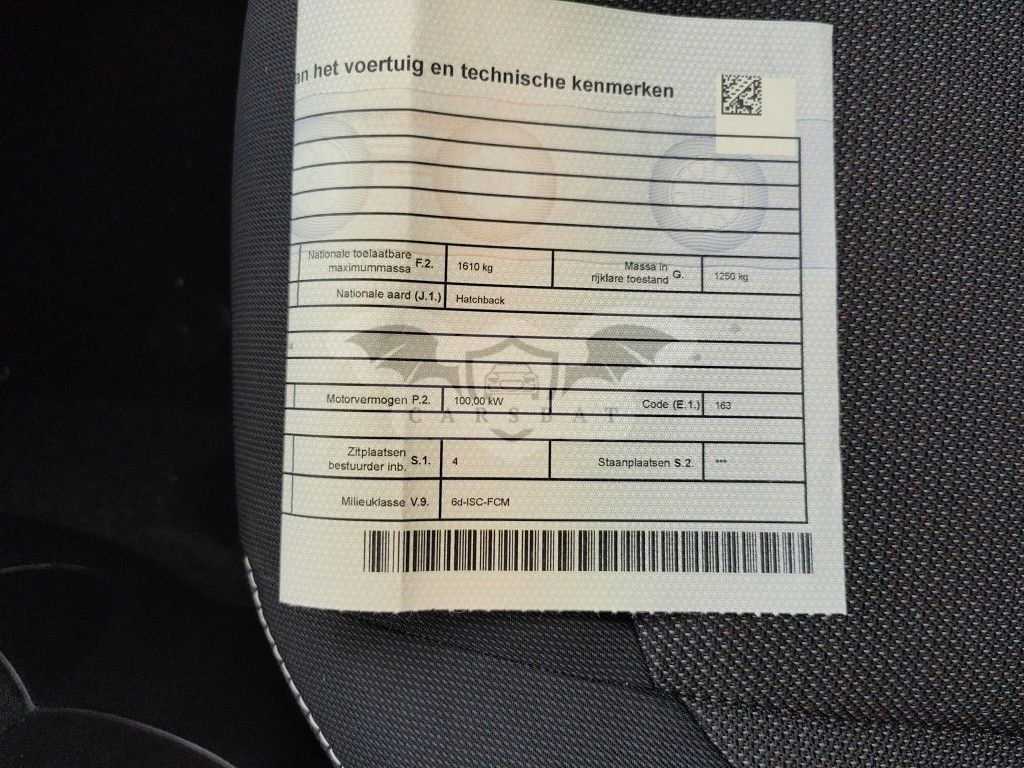 an het voertuig en technische kenmerken
Nationale toelaatbare
maximummassa F.2. 1610 kg
Massa in
rijklare toestand G. 1250 kg
Nationale aard (J.1.) Hatchback
Motorvermogen P.2. 100,00 kW Code (E.1.) 163
CARSBAT
Zitplaatsen
bestuurder inb. S.1. 4 Staanplaatsen S.2. ***
Milieuklasse V.9. 6d-ISC-FCM